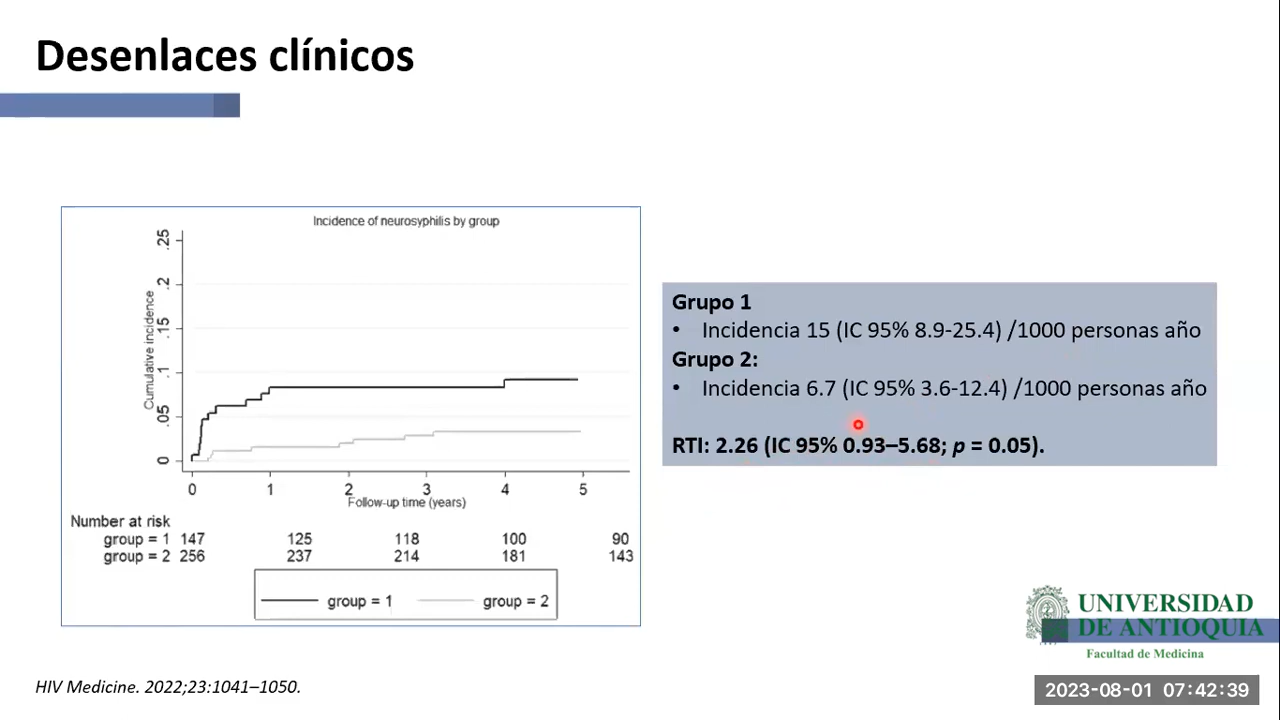 Desenlaces clínicos
Incidence of neurosyphilis by group
Cumulative incidence
.25
.2
.15
.1
.05
0
0 1 2 3 4 5
Follow-up time (years)
Number at risk
group = 1 147 125 118 100 90
group = 2 256 237 214 181 143
group = 1 group = 2
Grupo 1
• Incidencia 15 (IC 95% 8.9-25.4) /1000 personas año
Grupo 2:
• Incidencia 6.7 (IC 95% 3.6-12.4) /1000 personas año
RTI: 2.26 (IC 95% 0.93–5.68; p = 0.05).
UNIVERSIDAD
DE ANTIOQUIA
Facultad de Medicina
HIV Medicine. 2022;23:1041–1050.
2023-08-01 07:42:39